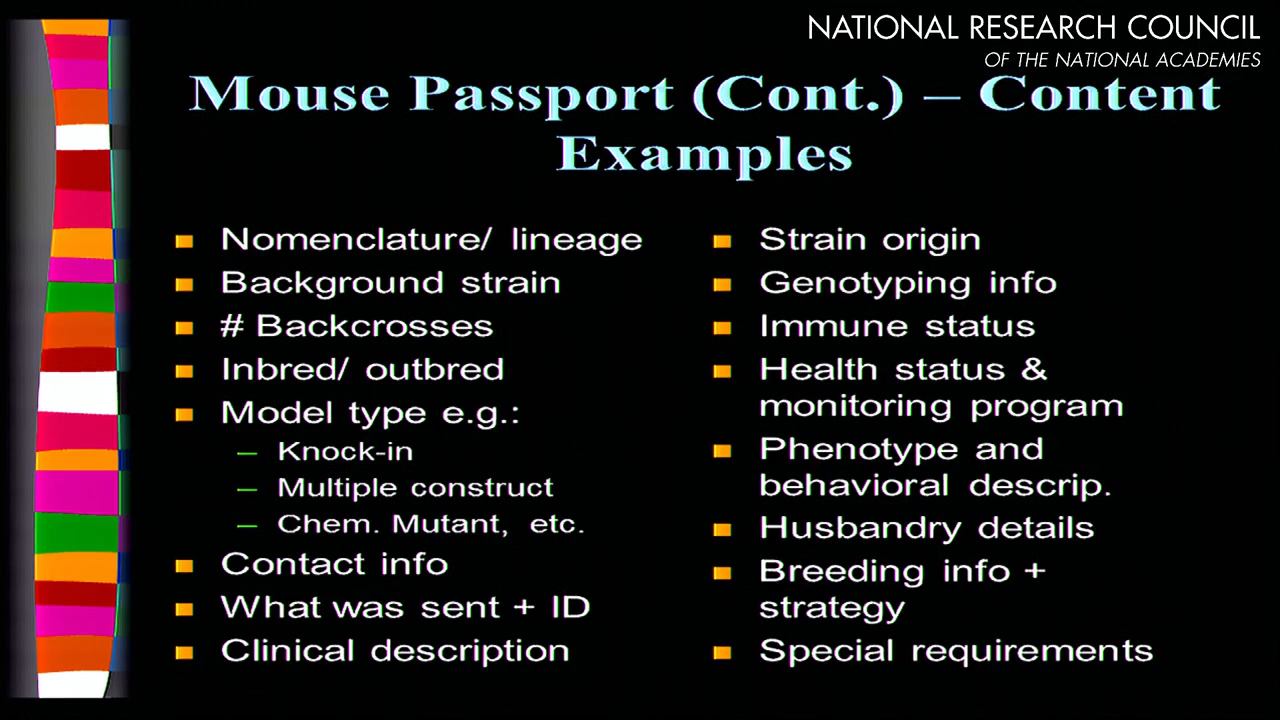 NATIONAL RESEARCH COUNCIL
OF THE NATIONAL ACADEMIES
Mouse Passport (Cont.) – Content
Examples
Nomenclature/ lineage
Background strain
# Backcrosses
Inbred/ outbred
Model type e.g.:
– Knock-in
– Multiple construct
– Chem. Mutant, etc.
Contact info
What was sent + ID
Clinical description
Strain origin
Genotyping info
Immune status
Health status &
monitoring program
Phenotype and
behavioral descrip.
Husbandry details
Breeding info +
strategy
Special requirements